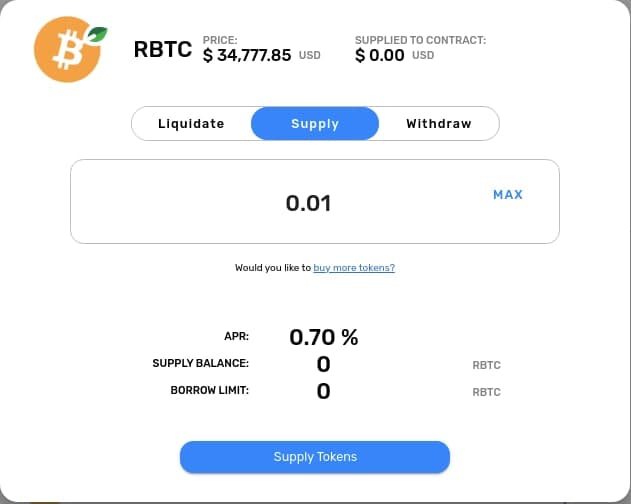 RBTC
PRICE:
$ 34,777.85 USD
SUPPLIED TO CONTRACT:
$ 0.00 USD
Liquidate Supply Withdraw
0.01 MAX
Would you like to buy more tokens?
APR: 0.70 %
SUPPLY BALANCE: 0 RBTC
BORROW LIMIT: 0 RBTC
Supply Tokens